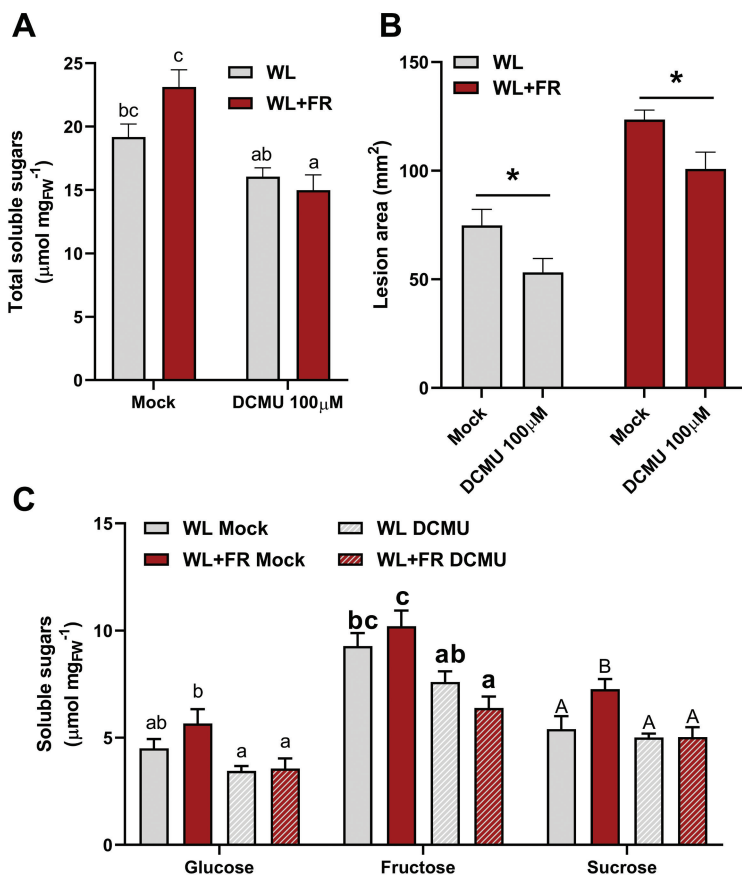 A
Total soluble sugars
(μmol mg_FW^-1)
25
20
15
10
5
0
WL
WL+FR
bc
c
ab
a
Mock
DCMU 100μM
B
Lesion area (mm²)
150
100
50
0
WL
WL+FR
*
*
Mock
DCMU 100μM
Mock
DCMU 100μM
C
Soluble sugars
(μmol mg_FW^-1)
15
10
5
0
WL Mock
WL DCMU
WL+FR Mock
WL+FR DCMU
ab
b
a
a
bc
c
ab
a
A
B
A
A
Glucose
Fructose
Sucrose